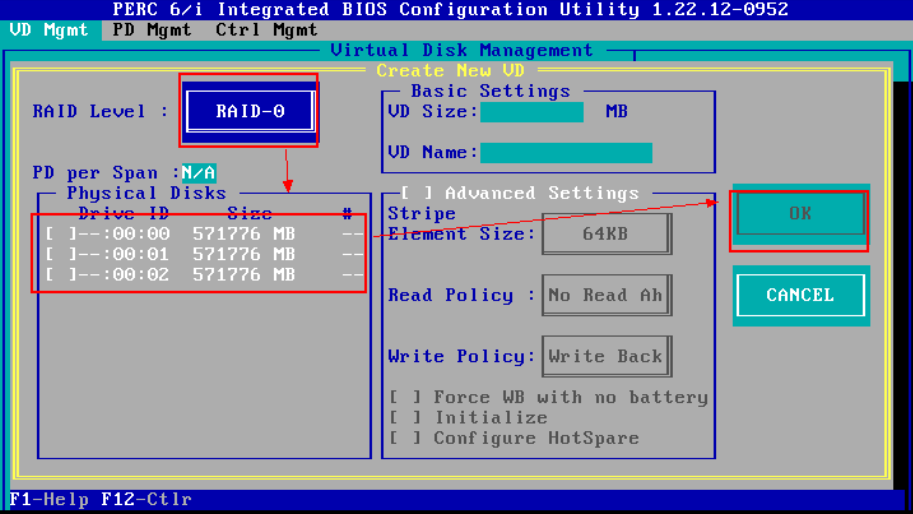 PERC 6/i Integrated BIOS Configuration Utility 1.22.12-0952
VD Mgmt PD Mgmt Ctrl Mgmt
Virtual Disk Management
Create New VD
RAID Level : RAID-0
Basic Settings
VD Size: MB
VD Name:
PD per Span :N/A
Physical Disks
Drive ID Size #
[ ]--:00:00 571776 MB --
[ ]--:00:01 571776 MB --
[ ]--:00:02 571776 MB --
[ ] Advanced Settings
Stripe
Element Size: 64KB
Read Policy : No Read Ah
Write Policy: Write Back
[ ] Force WB with no battery
[ ] Initialize
[ ] Configure HotSpare
OK
CANCEL
F1-Help F12-Ctlr